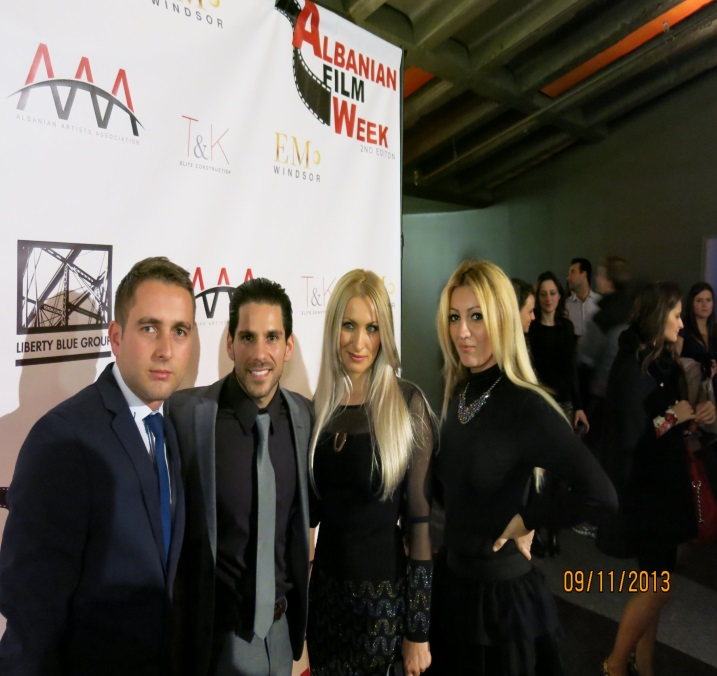 EM
WINDSOR
ALBANIAN
FILM
WEEK
2ND EDITION
AAA
ALBANIAN ARTISTS ASSOCIATION
T&K
ELITE CONSTRUCTION
EM
WINDSOR
LIBERTY BLUE GROUP
AAA
T&K
09/11/2013